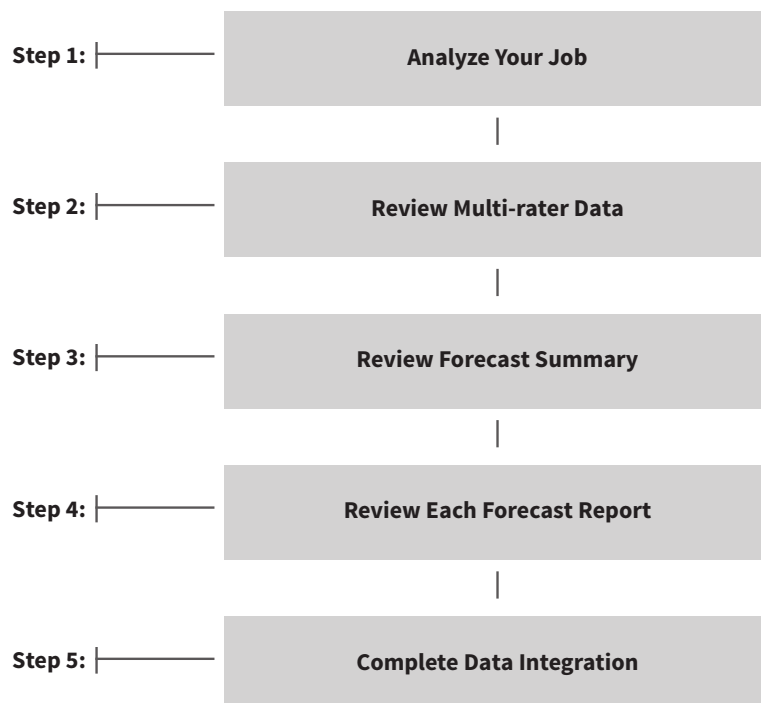 Step 1: Analyze Your Job
Step 2: Review Multi-rater Data
Step 3: Review Forecast Summary
Step 4: Review Each Forecast Report
Step 5: Complete Data Integration